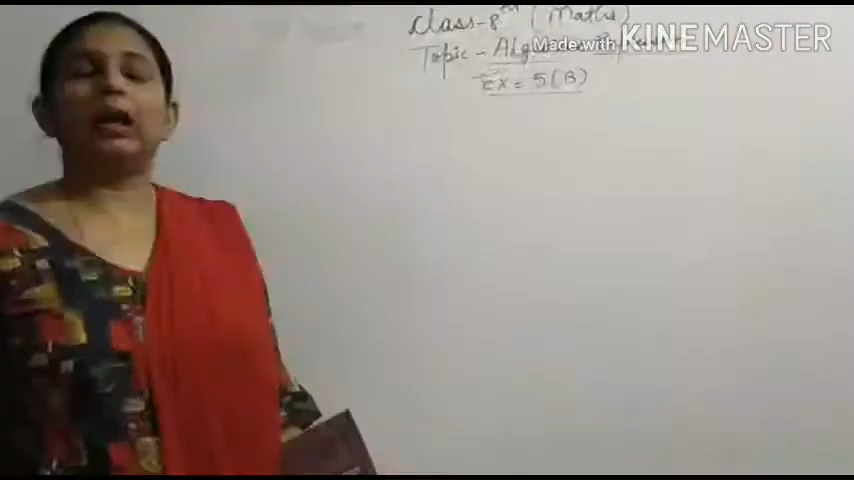 Class-8th (Maths)
Topic - Alg
Made with KINEMASTER
Ex = 5(B)